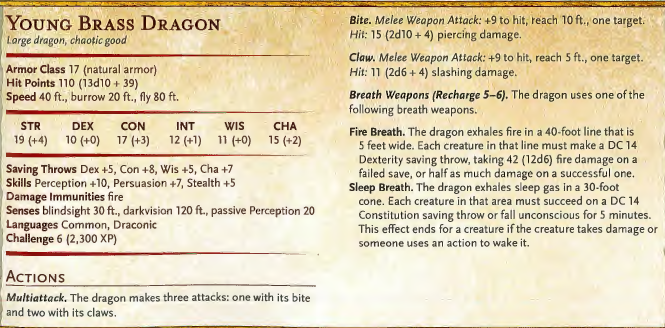 YOUNG BRASS DRAGON
Large dragon, chaotic good
Armor Class 17 (natural armor)
Hit Points 110 (13d10 + 39)
Speed 40 ft., burrow 20 ft., fly 80 ft.
STR DEX CON INT WIS CHA
19 (+4) 10 (+0) 17 (+3) 12 (+1) 11 (+0) 15 (+2)
Saving Throws Dex +5, Con +8, Wis +5, Cha +7
Skills Perception +10, Persuasion +7, Stealth +5
Damage Immunities fire
Senses blindsight 30 ft., darkvision 120 ft., passive Perception 20
Languages Common, Draconic
Challenge 6 (2,300 XP)
ACTIONS
Multiattack. The dragon makes three attacks: one with its bite
and two with its claws.
Bite. Melee Weapon Attack: +9 to hit, reach 10 ft., one target.
Hit: 15 (2d10 + 4) piercing damage.
Claw. Melee Weapon Attack: +9 to hit, reach 5 ft., one target.
Hit: 11 (2d6 + 4) slashing damage.
Breath Weapons (Recharge 5–6). The dragon uses one of the
following breath weapons.
Fire Breath. The dragon exhales fire in a 40-foot line that is
5 feet wide. Each creature in that line must make a DC 14
Dexterity saving throw, taking 42 (12d6) fire damage on a
failed save, or half as much damage on a successful one.
Sleep Breath. The dragon exhales sleep gas in a 30-foot
cone. Each creature in that area must succeed on a DC 14
Constitution saving throw or fall unconscious for 5 minutes.
This effect ends for a creature if the creature takes damage or
someone uses an action to wake it.